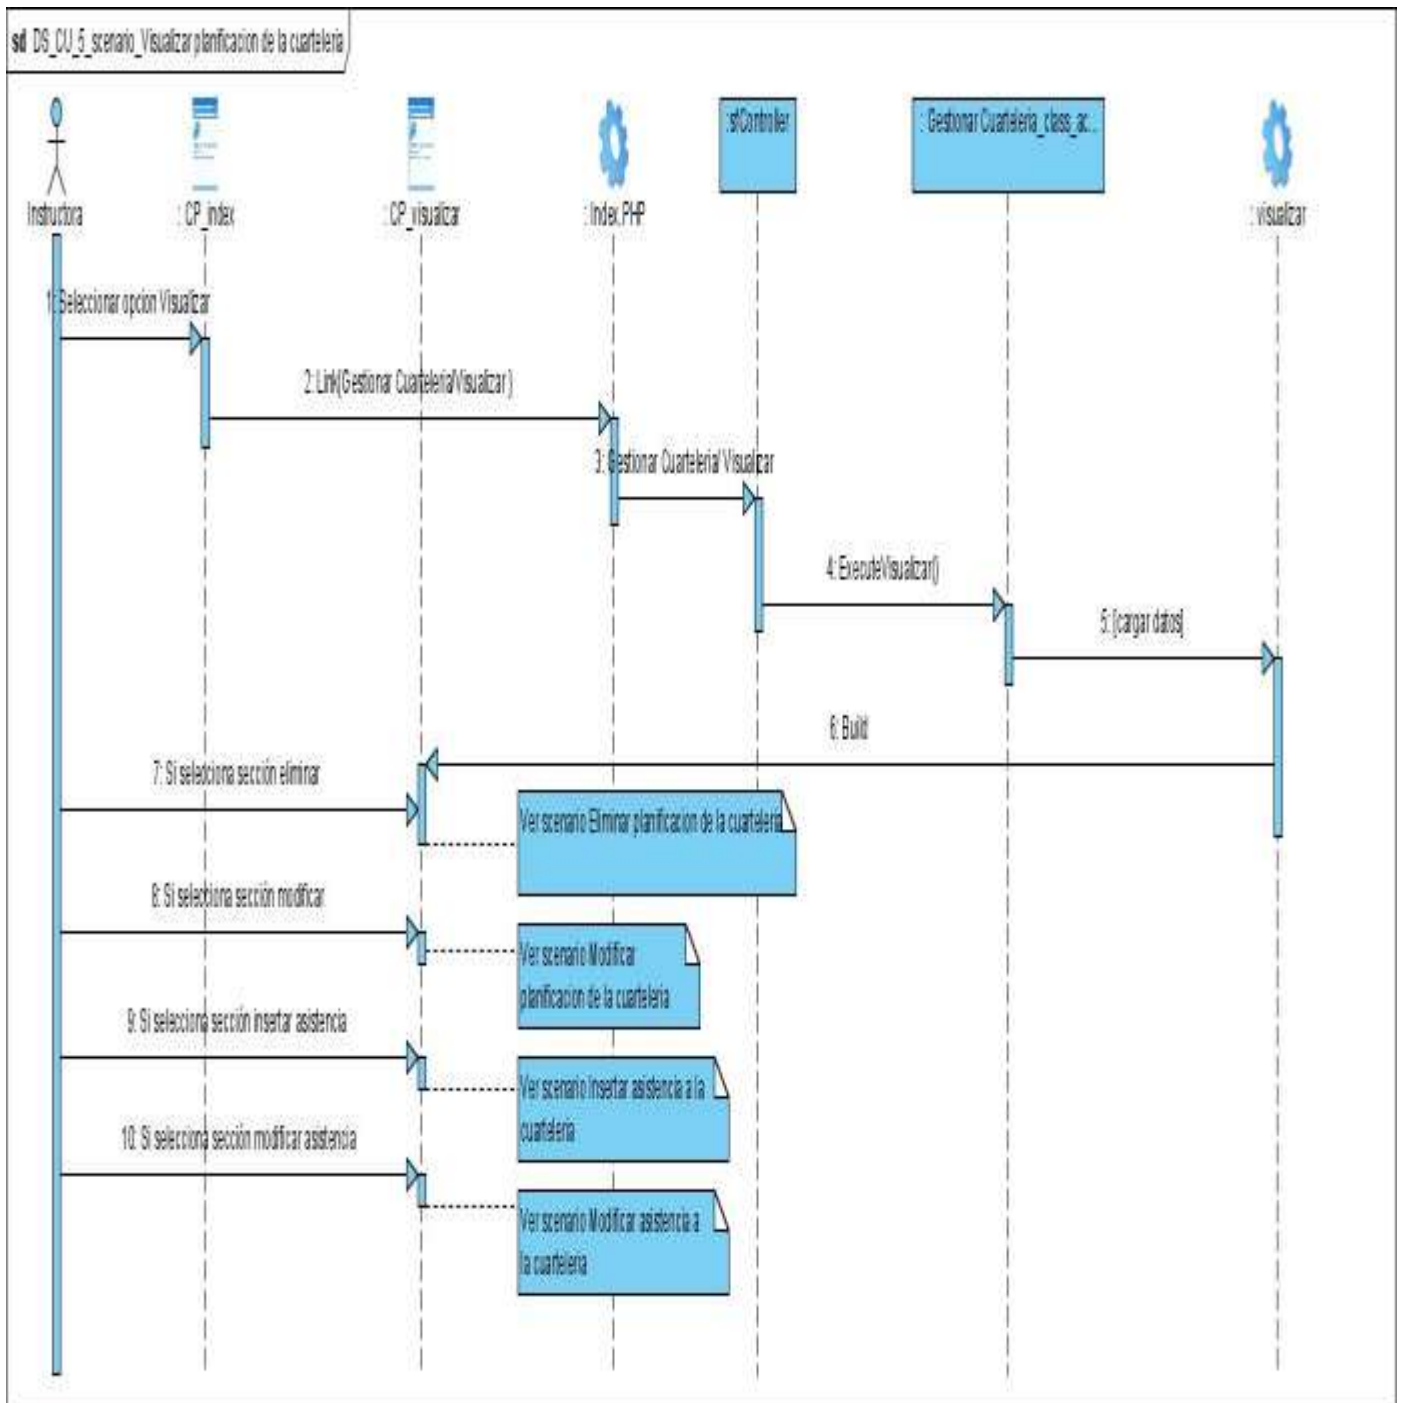 sd DS_CU_5_scenario_Visualizar planificacion de la cuarteleria
Instructora
: CP_index
: CP_visualizar
: Index.PHP
:sfController
: Gestionar Cuarteleria_class_ac...
: visualizar
1: Seleccionar opcion Visualizar
2: Link(Gestionar Cuarteleria/Visualizar )
3: Gestionar Cuarteleria/ Visualizar
4: ExecuteVisualizar()
5: [cargar datos]
6: Build
7: Si selecciona sección eliminar
Ver scenario Eliminar planificacion de la cuarteleria
8: Si selecciona sección modificar
Ver scenario Modificar
planificacion de la cuarteleria
9: Si selecciona sección insertar asistencia
Ver scenario Insertar asistencia a la
cuarteleria
10: Si selecciona sección modificar asistencia
Ver scenario Modificar asistencia a
la cuarteleria